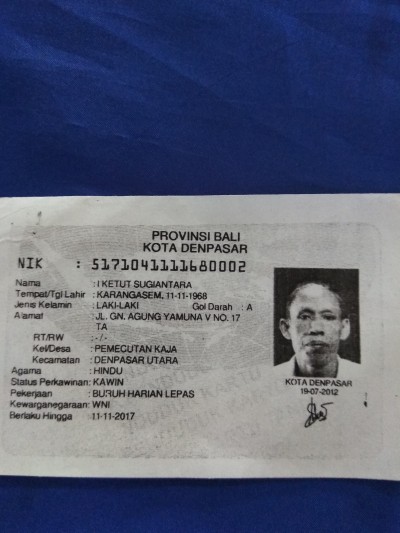 PROVINSI BALI
KOTA DENPASAR
NIK : 5171041111680002
Nama : I KETUT SUGIANTARA
Tempat/Tgl Lahir : KARANGASEM, 11-11-1968
Jenis Kelamin : LAKI-LAKI Gol Darah : A
Alamat : JL. GN. AGUNG YAMUNA V NO. 17
TA
RT/RW : -/-
Kel/Desa : PEMECUTAN KAJA
Kecamatan : DENPASAR UTARA
Agama : HINDU
Status Perkawinan: KAWIN
Pekerjaan : BURUH HARIAN LEPAS
Kewarganegaraan: WNI
Berlaku Hingga : 11-11-2017
KOTA DENPASAR
19-07-2012